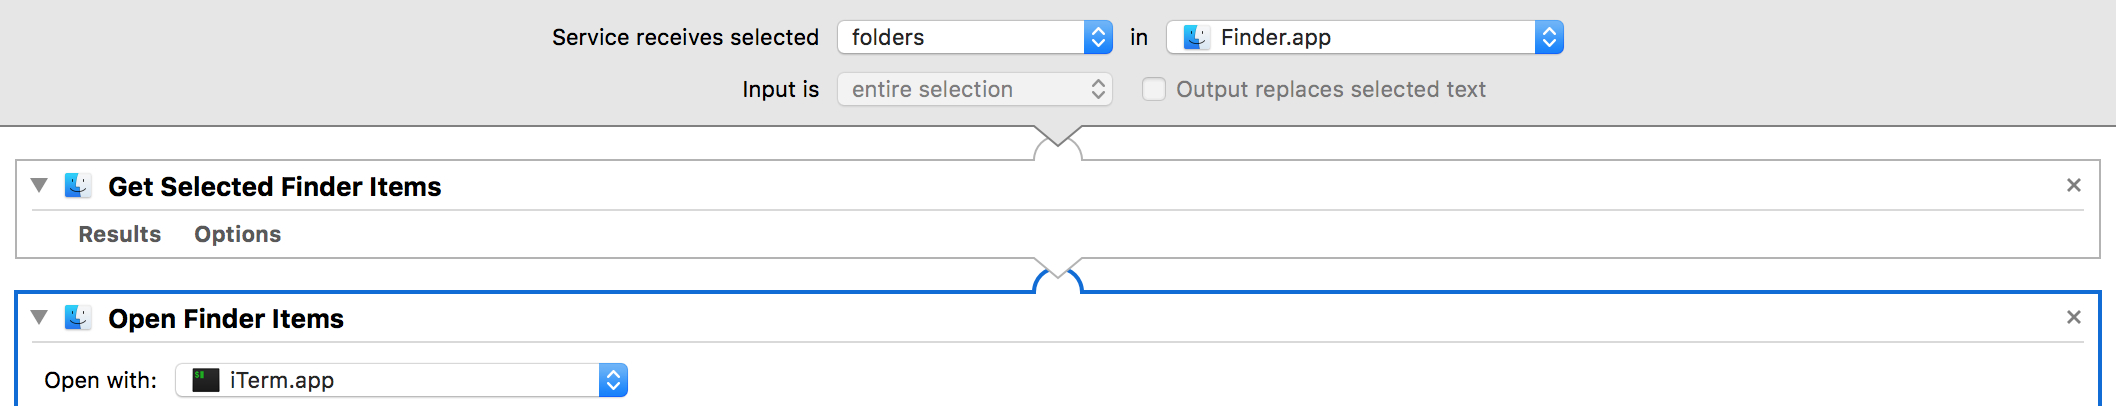 Service receives selected folders in Finder.app
Input is entire selection Output replaces selected text
Get Selected Finder Items
Results Options
Open Finder Items
Open with: iTerm.app